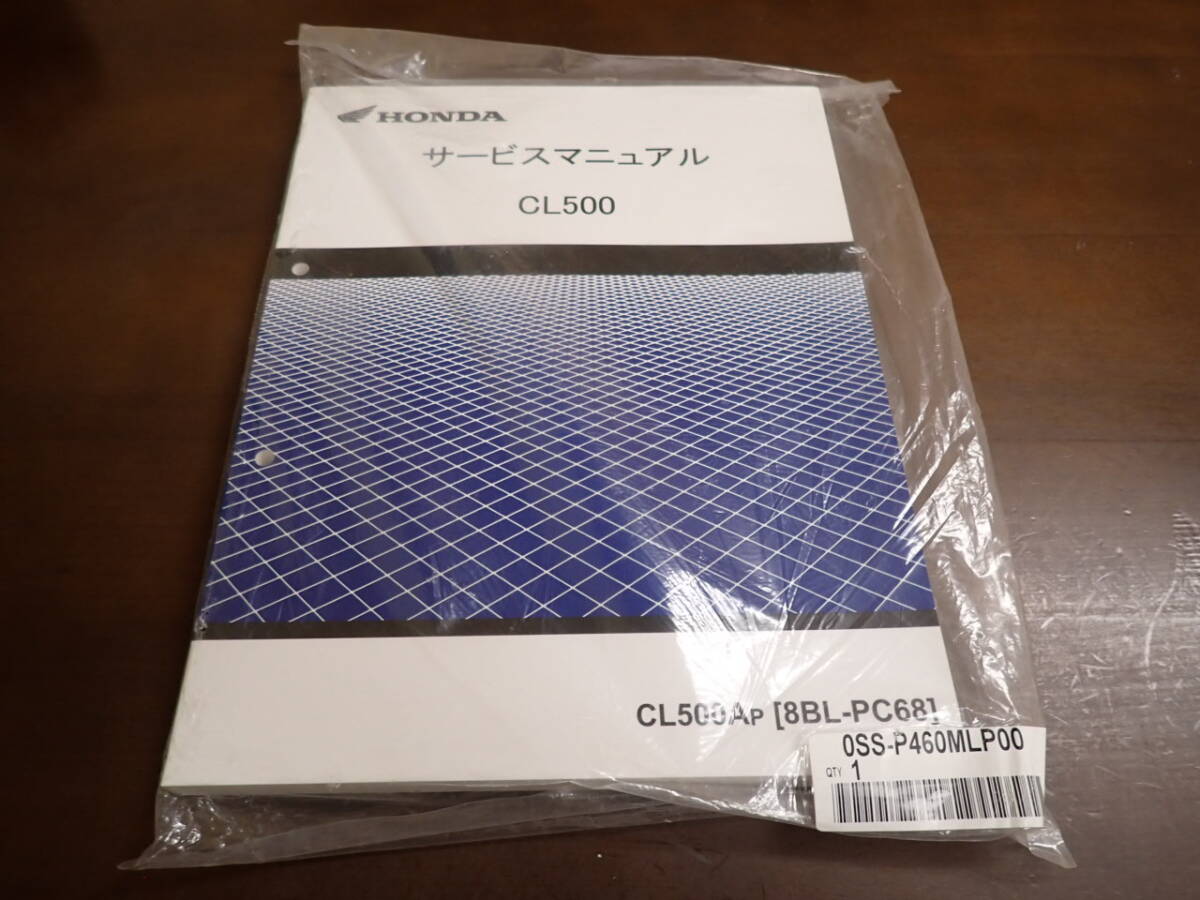 HONDA
サービスマニュアル
CL500
CL500AP [8BL-PC68]
0SS-P460MLP00
QTY 1